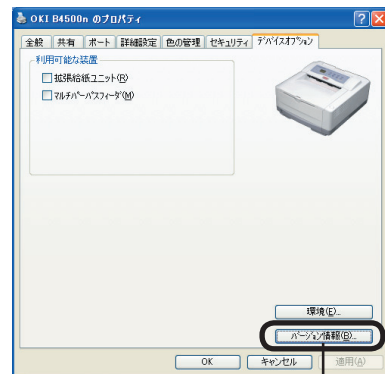 OKI B4500n のプロパティ
全般 共有 ポート 詳細設定 色の管理 セキュリティ デバイスオプション
利用可能な装置
拡張給紙ユニット(R)
マルチパーパスフィーダ(M)
環境(E)...
バージョン情報(B)...
OK キャンセル 適用(A)